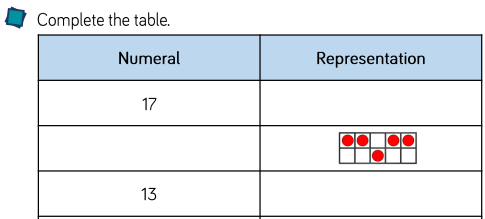 Complete the table.
Numeral Representation
17
13